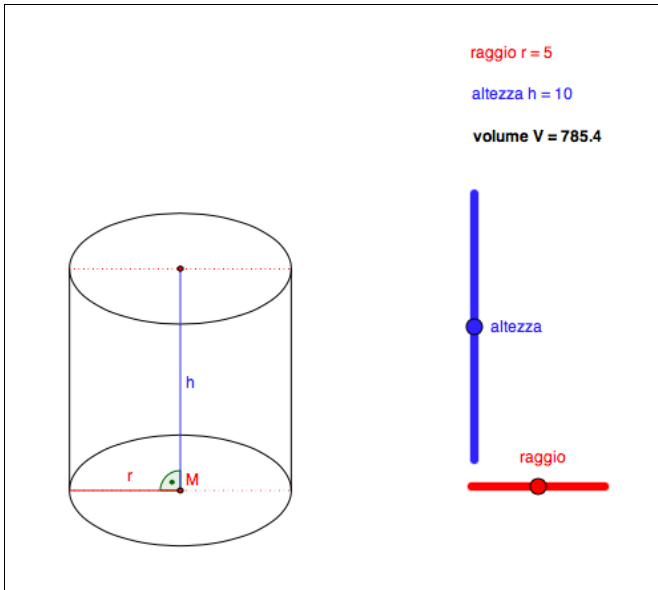 raggio r = 5
altezza h = 10
volume V = 785.4
altezza
h
raggio
r
M